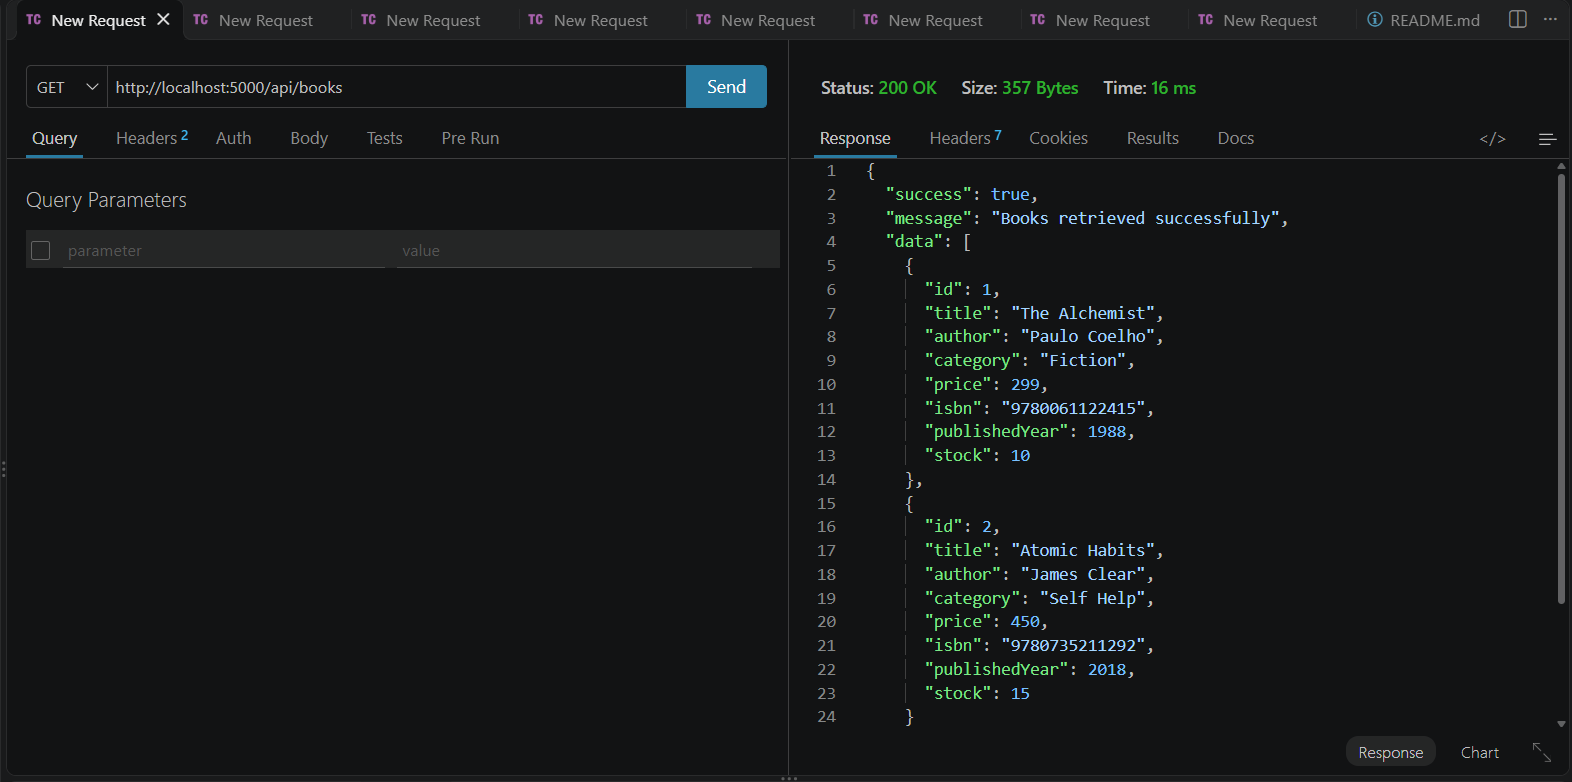 TC New Request TC New Request TC New Request TC New Request TC New Request TC New Request TC New Request TC New Request README.md
GET http://localhost:5000/api/books Send
Query Headers 2 Auth Body Tests Pre Run
Query Parameters
parameter value
Status: 200 OK Size: 357 Bytes Time: 16 ms
Response Headers 7 Cookies Results Docs </>
1 {
2 "success": true,
3 "message": "Books retrieved successfully",
4 "data": [
5 {
6 "id": 1,
7 "title": "The Alchemist",
8 "author": "Paulo Coelho",
9 "category": "Fiction",
10 "price": 299,
11 "isbn": "9780061122415",
12 "publishedYear": 1988,
13 "stock": 10
14 },
15 {
16 "id": 2,
17 "title": "Atomic Habits",
18 "author": "James Clear",
19 "category": "Self Help",
20 "price": 450,
21 "isbn": "9780735211292",
22 "publishedYear": 2018,
23 "stock": 15
24 }
Response Chart